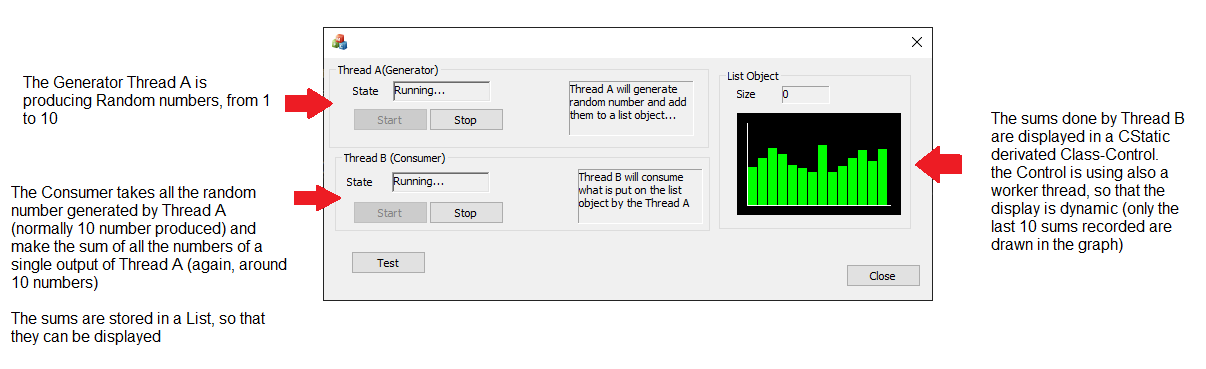 The Generator Thread A is
producing Random numbers, from 1
to 10
The Consumer takes all the random
number generated by Thread A
(normally 10 number produced) and
make the sum of all the numbers of a
single output of Thread A (again, around
10 numbers)
The sums are stored in a List, so that
they can be displayed
Thread A(Generator)
State
Running...
Start
Stop
Thread A will generate
random number and add
them to a list object...
Thread B (Consumer)
State
Running...
Start
Stop
Thread B will consume
what is put on the list
object by the Thread A
Test
List Object
Size
0
Close
The sums done by Thread B
are displayed in a CStatic
derivated Class-Control.
the Control is using also a
worker thread, so that the
display is dynamic (only the
last 10 sums recorded are
drawn in the graph)